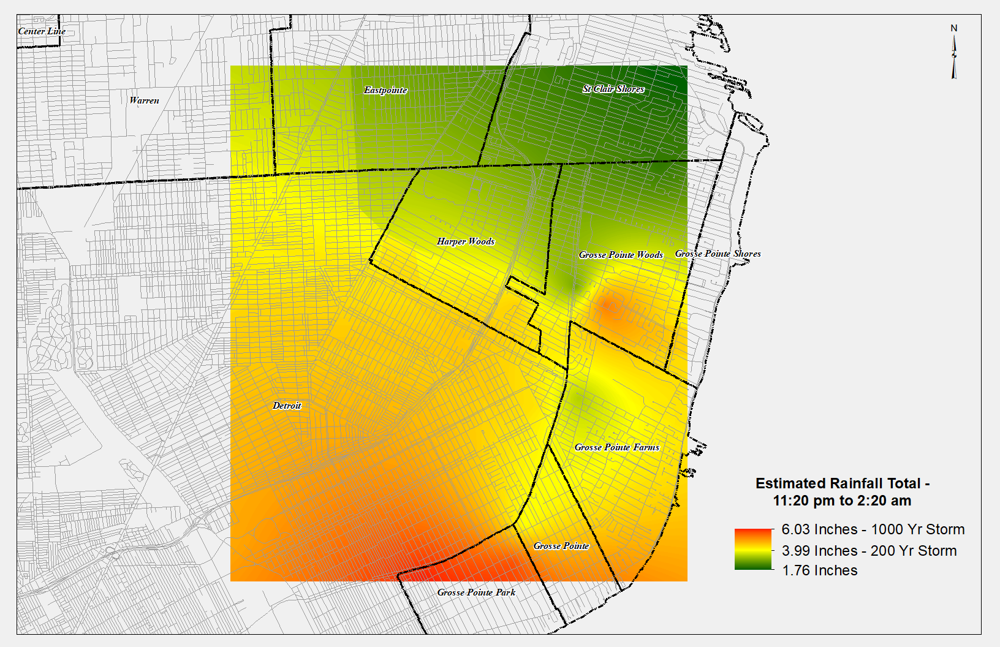 Center Line
N
Warren
Eastpointe
St Clair Shores
Harper Woods
Grosse Pointe Woods
Grosse Pointe Shores
Detroit
Grosse Pointe Farms
Grosse Pointe
Grosse Pointe Park
Estimated Rainfall Total -
11:20 pm to 2:20 am
6.03 Inches - 1000 Yr Storm
3.99 Inches - 200 Yr Storm
1.76 Inches